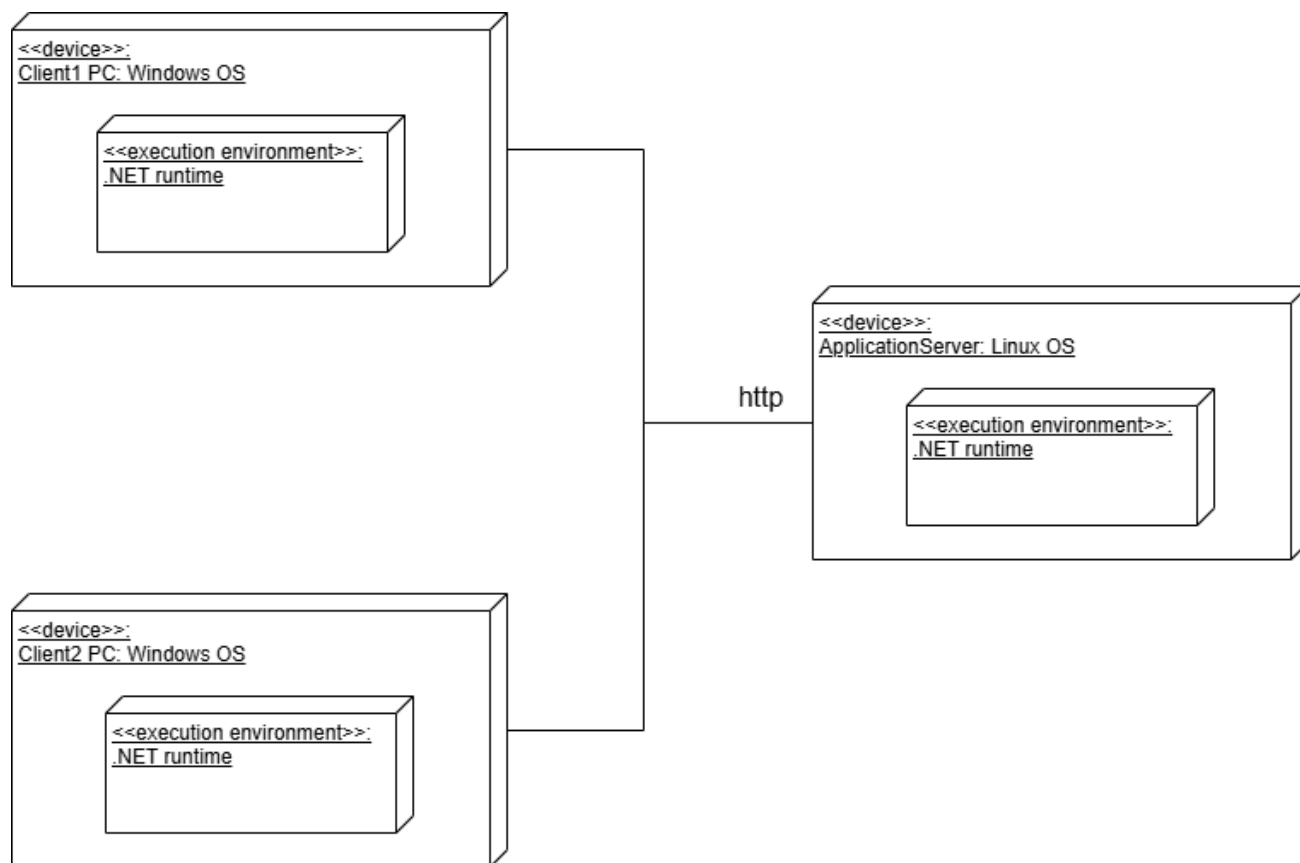 <<device>>:
Client1 PC: Windows OS
<<execution environment>>:
.NET runtime
<<device>>:
ApplicationServer: Linux OS
http
<<execution environment>>:
.NET runtime
<<device>>:
Client2 PC: Windows OS
<<execution environment>>:
.NET runtime